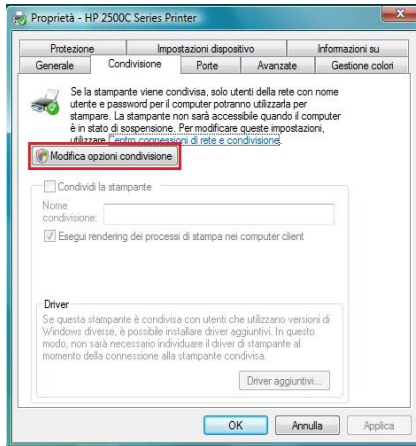 Proprietà - HP 2500C Series Printer
Protezione
Impostazioni dispositivo
Informazioni su
Generale
Condivisione
Porte
Avanzate
Gestione colori
Se la stampante viene condivisa, solo utenti della rete con nome
utente e password per il computer potranno utilizzarla per
stampare. La stampante non sarà accessibile quando il computer
è in stato di sospensione. Per modificare queste impostazioni,
utilizzare Centro connessioni di rete e condivisione.
Modifica opzioni condivisione
Condividi la stampante
Nome
condivisione:
Esegui rendering dei processi di stampa nei computer client
Driver
Se questa stampante è condivisa con utenti che utilizzano versioni di
Windows diverse, è possibile installare driver aggiuntivi. In questo
modo, non sarà necessario individuare il driver di stampante al
momento della connessione alla stampante condivisa.
Driver aggiuntivi...
OK
Annulla
Applica